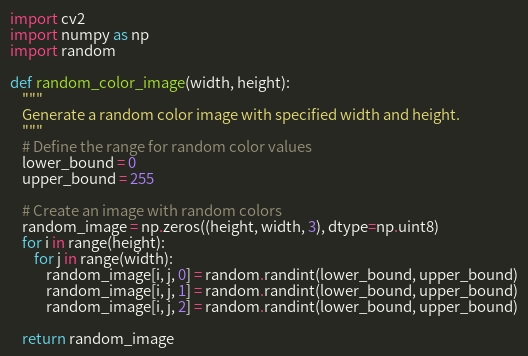 import cv2
import numpy as np
import random

def random_color_image(width, height):
    """
    Generate a random color image with specified width and height.
    """
    # Define the range for random color values
    lower_bound = 0
    upper_bound = 255

    # Create an image with random colors
    random_image = np.zeros((height, width, 3), dtype=np.uint8)
    for i in range(height):
        for j in range(width):
            random_image[i, j, 0] = random.randint(lower_bound, upper_bound)
            random_image[i, j, 1] = random.randint(lower_bound, upper_bound)
            random_image[i, j, 2] = random.randint(lower_bound, upper_bound)

    return random_image